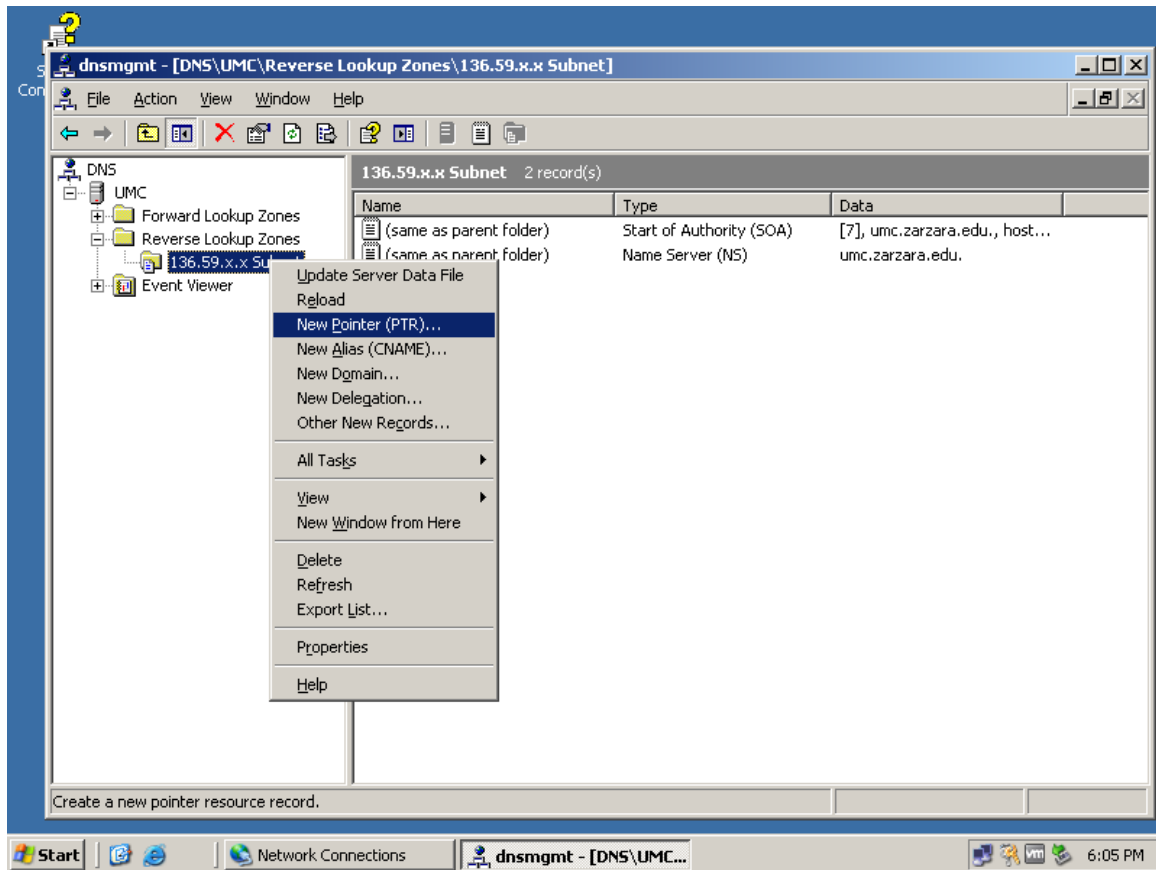 S
Con
dnsmgmt - [DNS\UMC\Reverse Lookup Zones\136.59.x.x Subnet]
File Action View Window Help
DNS
UMC
Forward Lookup Zones
Reverse Lookup Zones
136.59.x.x Su
Event Viewer
136.59.x.x Subnet 2 record(s)
Name Type Data
(same as parent folder) Start of Authority (SOA) [7], umc.zarzara.edu., host...
(same as parent folder) Name Server (NS) umc.zarzara.edu.
Update Server Data File
Reload
New Pointer (PTR)...
New Alias (CNAME)...
New Domain...
New Delegation...
Other New Records...
All Tasks
View
New Window from Here
Delete
Refresh
Export List...
Properties
Help
Create a new pointer resource record.
Start Network Connections dnsmgmt - [DNS\UMC... vm 6:05 PM